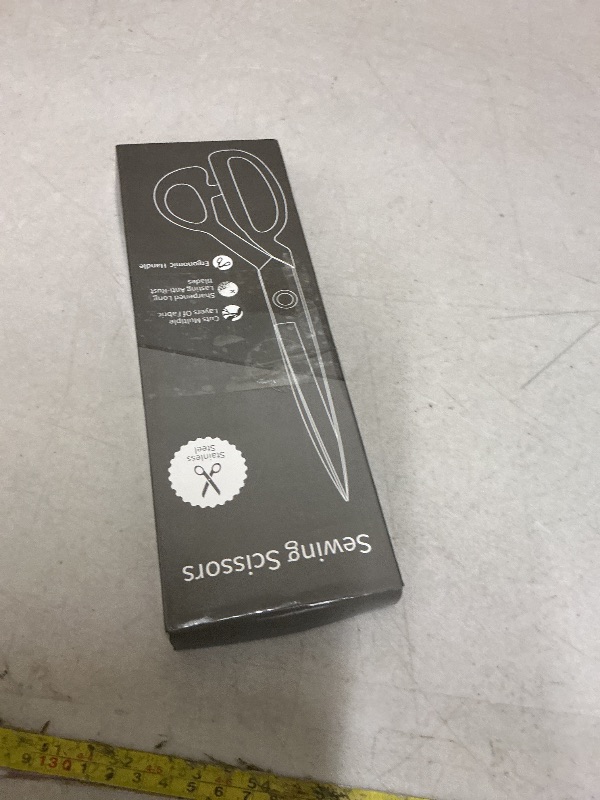 Sewing Scissors
Stainless
Steel
Cuts Multiple
Layers Of Fabric
Sharpened Long
Lasting Anti-Rust
Blades
Ergonomic Handle